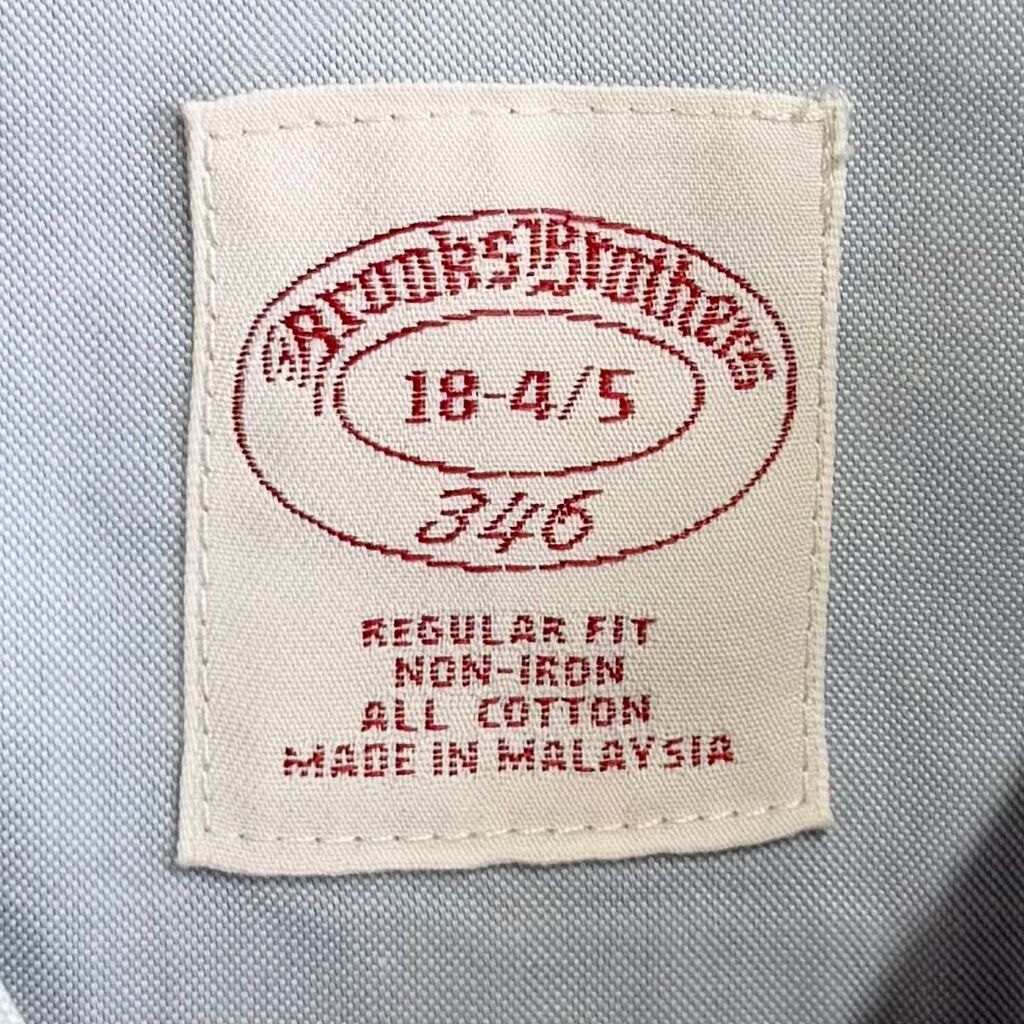 Brooks Brothers
18-4/5
346
REGULAR FIT
NON-IRON
ALL COTTON
MADE IN MALAYSIA